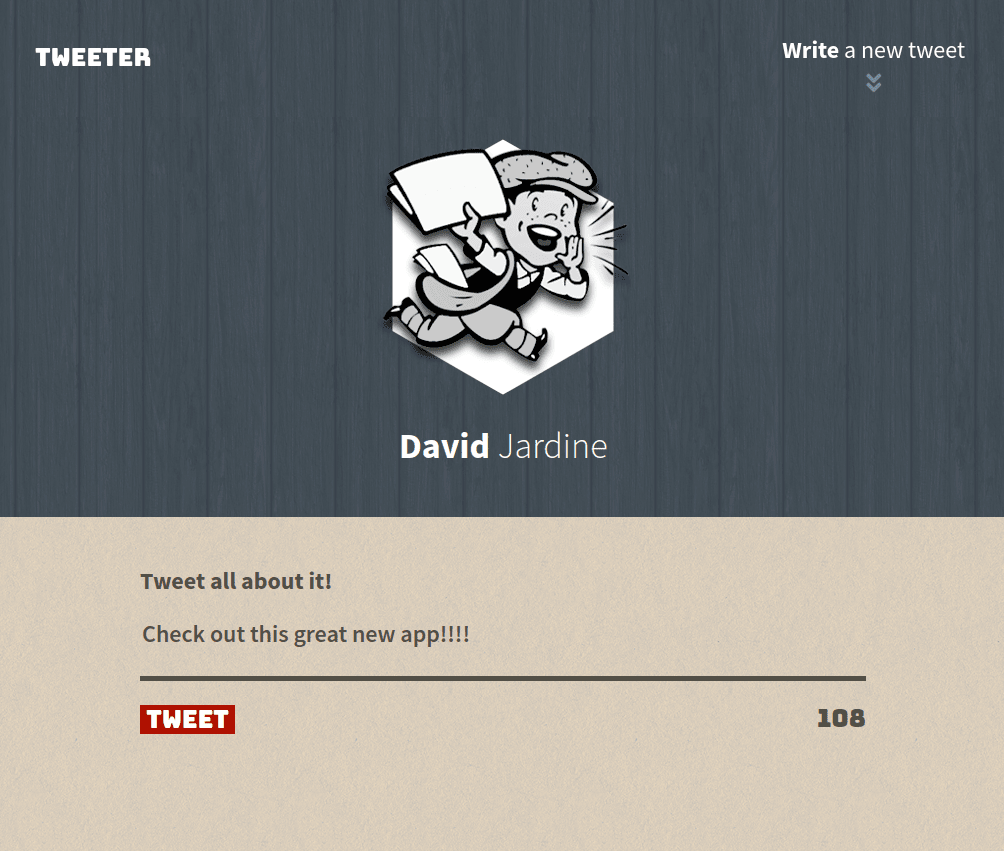 TWEETER
Write a new tweet
David Jardine
Tweet all about it!
Check out this great new app!!!!
TWEET
108